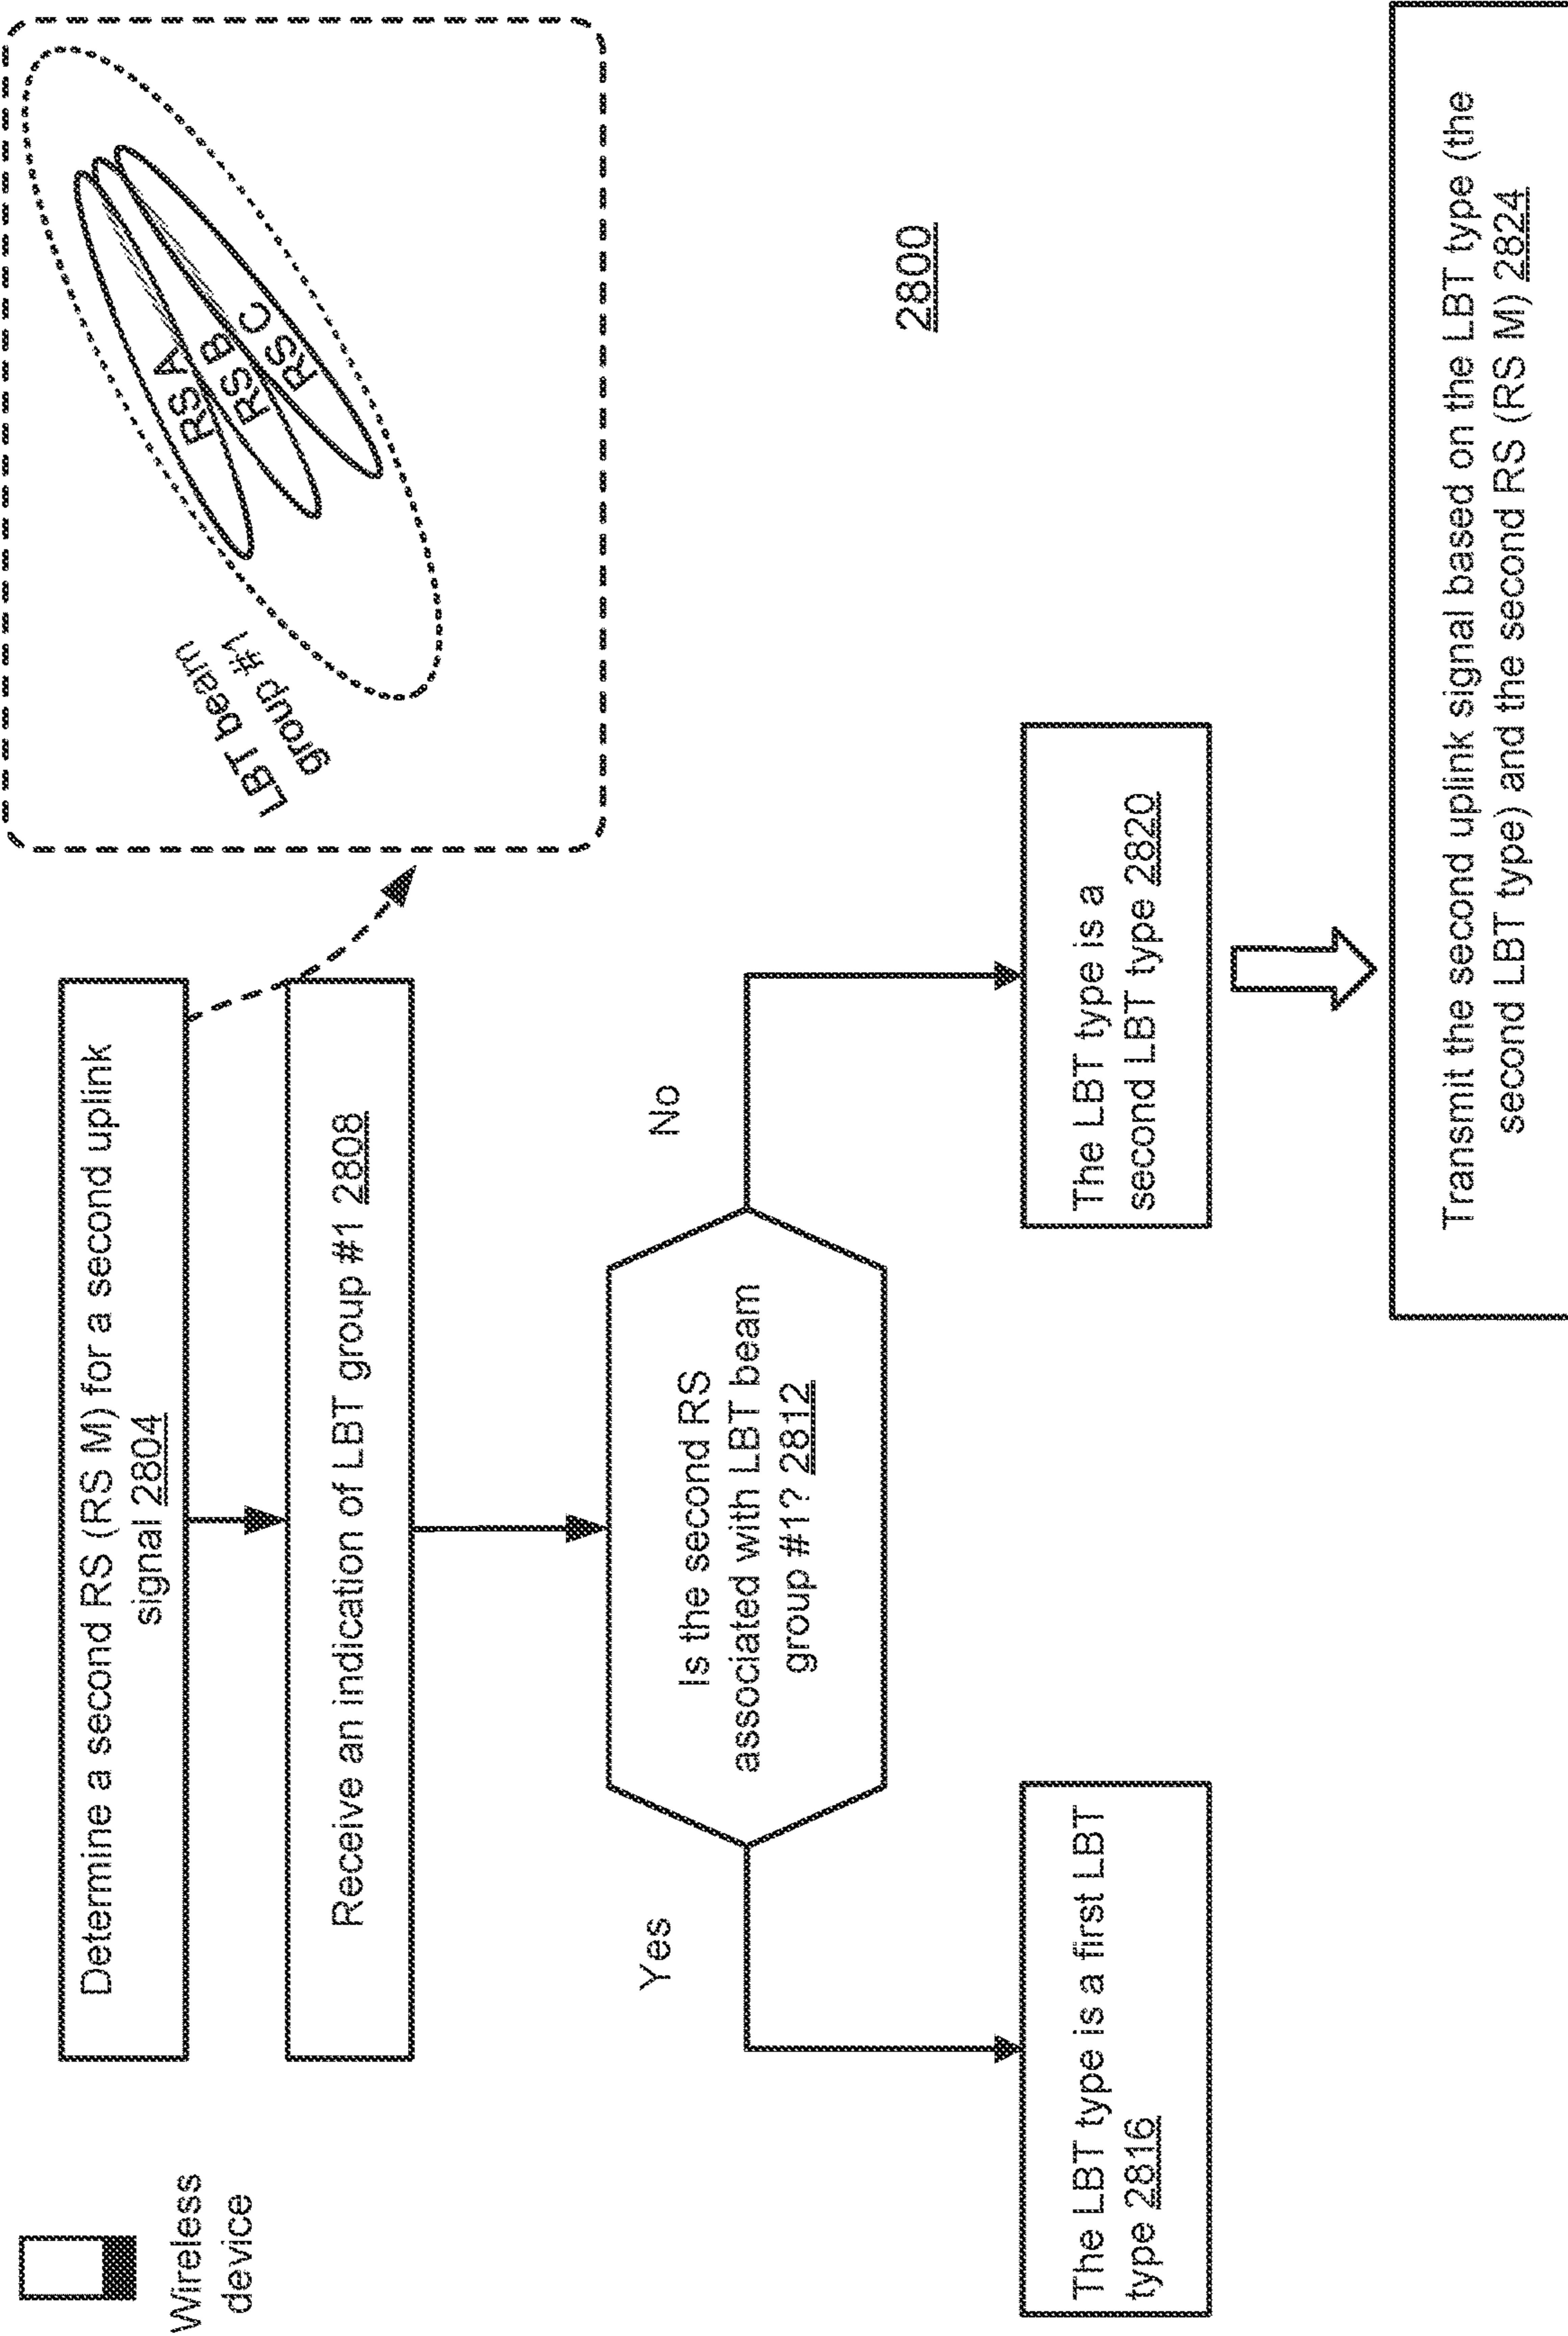 Wireless
device
Determine a second RS (RS M) for a second uplink
signal 2804
Receive an indication of LBT group #1 2808
LBT beam
group #1
RS A
RS B
RS C
Is the second RS
associated with LBT beam
group #1? 2812
Yes
No
The LBT type is a first LBT
type 2816
The LBT type is a
second LBT type 2820
2800
Transmit the second uplink signal based on the LBT type (the
second LBT type) and the second RS (RS M) 2824